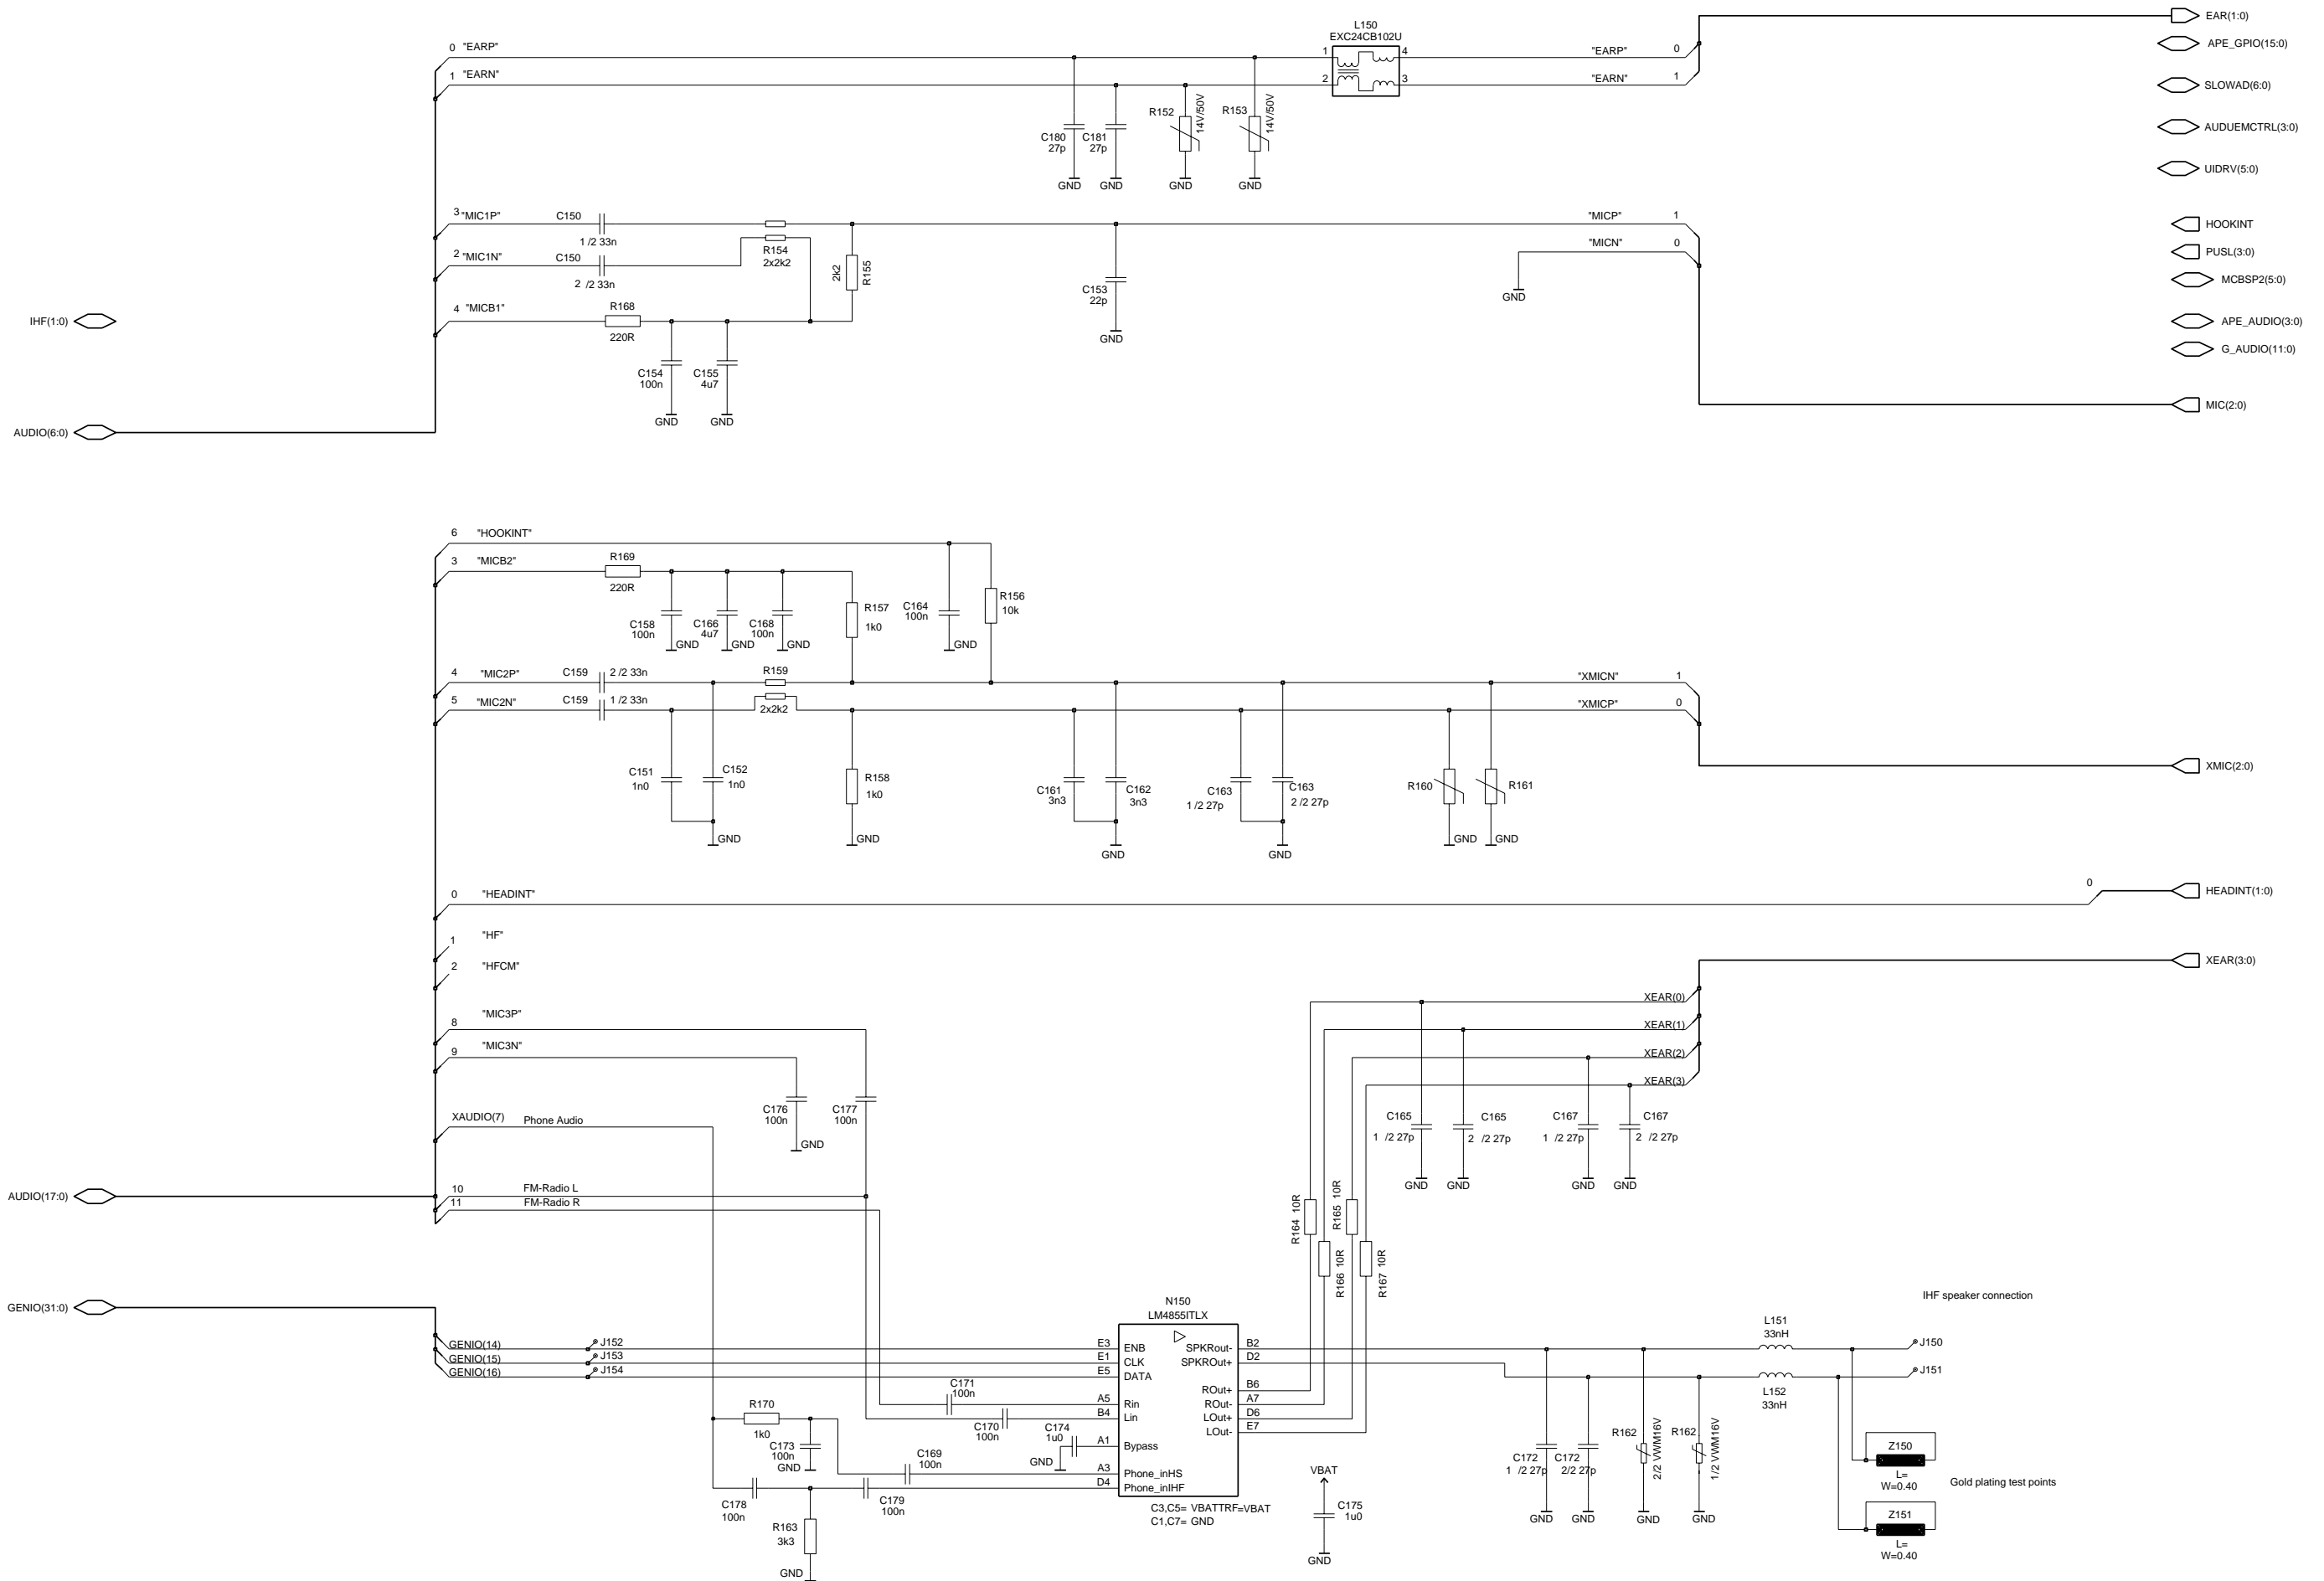 EAR(1:0)
L150
EXC24CB102U
0 "EARP"
1 4
"EARP" 0
APE_GPIO(15:0)
1 "EARN"
2 3
"EARN" 1
SLOWAD(6:0)
R152
14V/50V
R153
14V/50V
C180
27p
C181
27p
AUDUEMCTRL(3:0)
GND GND GND GND
UIDRV(5:0)
3 "MIC1P"
C150
1 /2 33n
"MICP" 1
HOOKINT
R154
2x2k2
2 "MIC1N"
C150
2 /2 33n
2k2
R155
"MICN" 0
PUSL(3:0)
C153
22p
GND
MCBSP2(5:0)
4 "MICB1"
R168
220R
IHF(1:0)
APE_AUDIO(3:0)
GND
G_AUDIO(11:0)
C154
100n
C155
4u7
GND GND
MIC(2:0)
AUDIO(6:0)
6 "HOOKINT"
3 "MICB2"
R169
220R
C158
100n
C166
4u7
C168
100n
R157
1k0
C164
100n
R156
10k
GND GND GND GND
4 "MIC2P"
C159 2 /2 33n
R159
"XMICN" 1
5 "MIC2N"
C159 1 /2 33n
2x2k2
"XMICP" 0
C151
1n0
C152
1n0
R158
1k0
C161
3n3
C162
3n3
C163
1 /2 27p
C163
2 /2 27p
R160
R161
XMIC(2:0)
GND GND GND GND GND GND
0 "HEADINT"
0
HEADINT(1:0)
1 "HF"
2 "HFCM"
XEAR(3:0)
XEAR(0)
8 "MIC3P"
XEAR(1)
9 "MIC3N"
XEAR(2)
XEAR(3)
C176
100n
C177
100n
XAUDIO(7) Phone Audio
GND
C165
1 /2 27p
C165
2 /2 27p
C167
1 /2 27p
C167
2 /2 27p
GND GND GND GND
AUDIO(17:0)
10 FM-Radio L
11 FM-Radio R
R164 10R
R165 10R
R166 10R
R167 10R
GENIO(31:0)
N150
LM4855ITLX
IHF speaker connection
GENIO(14)
J152
E3 ENB
SPKRout- B2
L151
33nH
J150
GENIO(15)
J153
E1 CLK
SPKROut+ D2
GENIO(16)
J154
E5 DATA
J151
L152
33nH
C171
100n
A5 Rin
ROut+ B6
ROut- A7
R170
1k0
C170
100n
B4 Lin
LOut+ D6
LOut- E7
C174
1u0
A1 Bypass
GND
C173
100n
GND
C169
100n
A3 Phone_inHS
D4 Phone_inIHF
C178
100n
C179
100n
R163
3k3
GND
C3,C5= VBATTRF=VBAT
C1,C7= GND
VBAT
C175
1u0
GND
C172
1 /2 27p
C172
2/2 27p
R162
2/2 VWM16V
R162
1/2 VWM16V
GND GND GND GND
Z150
L=
W=0.40
Gold plating test points
Z151
L=
W=0.40